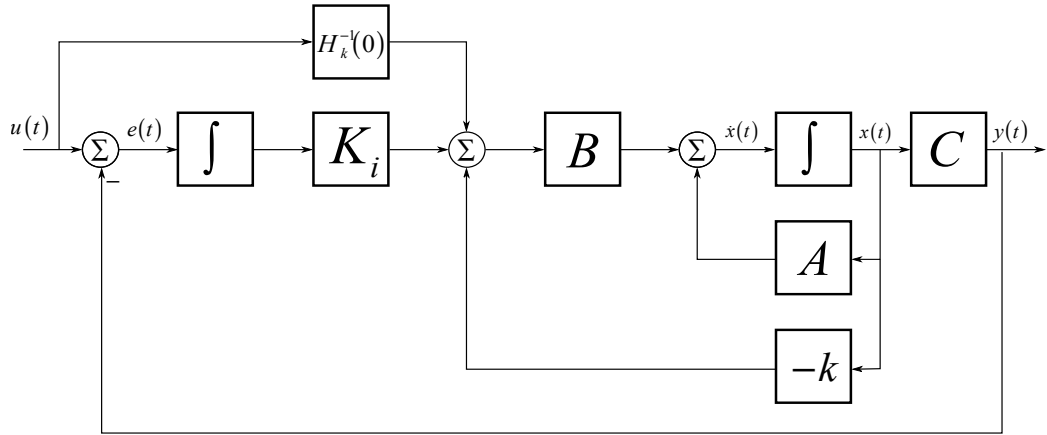 H_k^{-1}(0)
u(t)
Σ
e(t)
∫
K_i
Σ
B
Σ
ẋ(t)
∫
x(t)
C
y(t)
−
A
−k